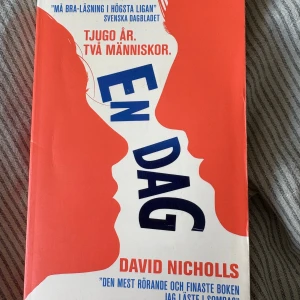 "MÅ BRA-LÄSNING I HÖGSTA LIGAN"
SVENSKA DAGBLADET
TJUGO ÅR.
TVÅ MÄNNISKOR.
EN
DAG
DAVID NICHOLLS
"DEN MEST RÖRANDE OCH FINASTE BOKEN
JAG LÄSTE I SOMRAS"